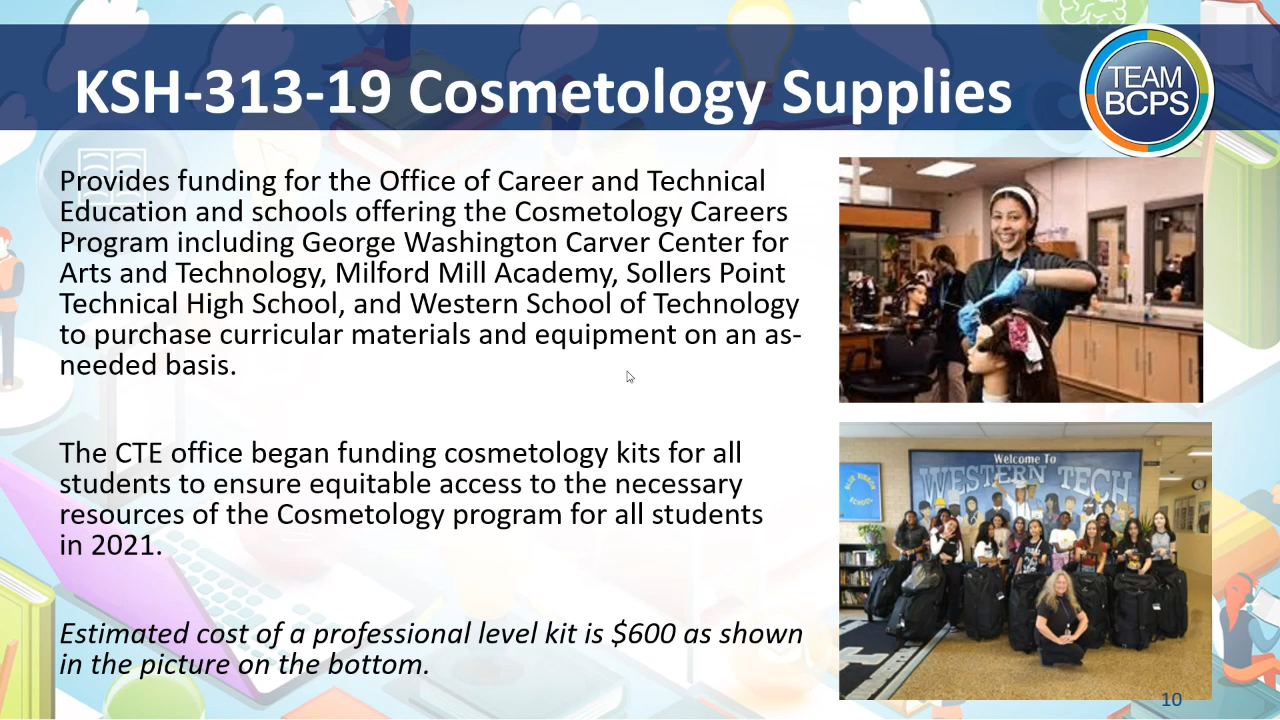 KSH-313-19 Cosmetology Supplies
TEAM
BCPS
Provides funding for the Office of Career and Technical
Education and schools offering the Cosmetology Careers
Program including George Washington Carver Center for
Arts and Technology, Milford Mill Academy, Sollers Point
Technical High School, and Western School of Technology
to purchase curricular materials and equipment on an as-
needed basis.
The CTE office began funding cosmetology kits for all
students to ensure equitable access to the necessary
resources of the Cosmetology program for all students
in 2021.
Estimated cost of a professional level kit is $600 as shown
in the picture on the bottom.
Welcome To
WESTERN TECH
BLUE RIBBON
SCHOOL
10